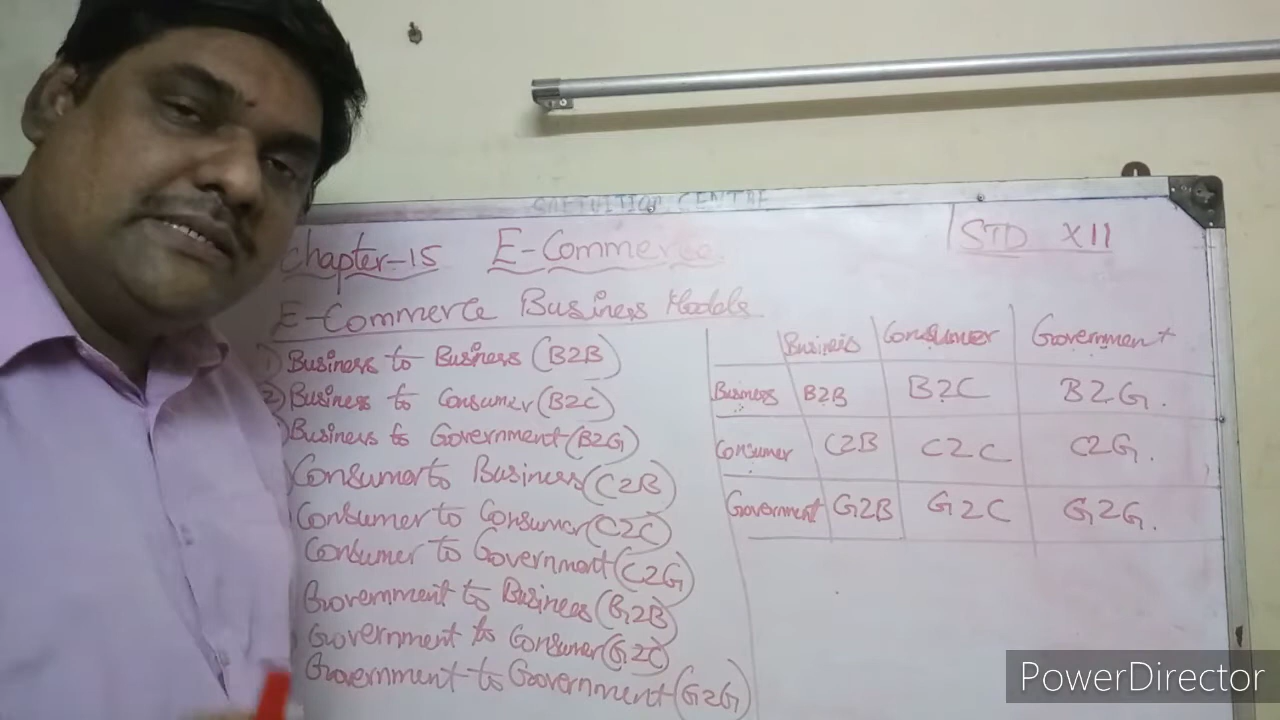 SAE TUITION CENTRE
Chapter-15 E-Commerce
STD XII
E-Commerce Business Models
1) Business to Business (B2B)
2) Business to Consumer (B2C)
) Business to Government (B2G)
) Consumer to Business (C2B)
Consumer to Consumer (C2C)
Consumer to Government (C2G)
Government to Business (G2B)
) Government to Consumer (G2C)
Government to Government (G2G)
Business Consumer Government
Business B2B B2C B2G.
Consumer C2B C2C C2G.
Government G2B G2C G2G.
PowerDirector